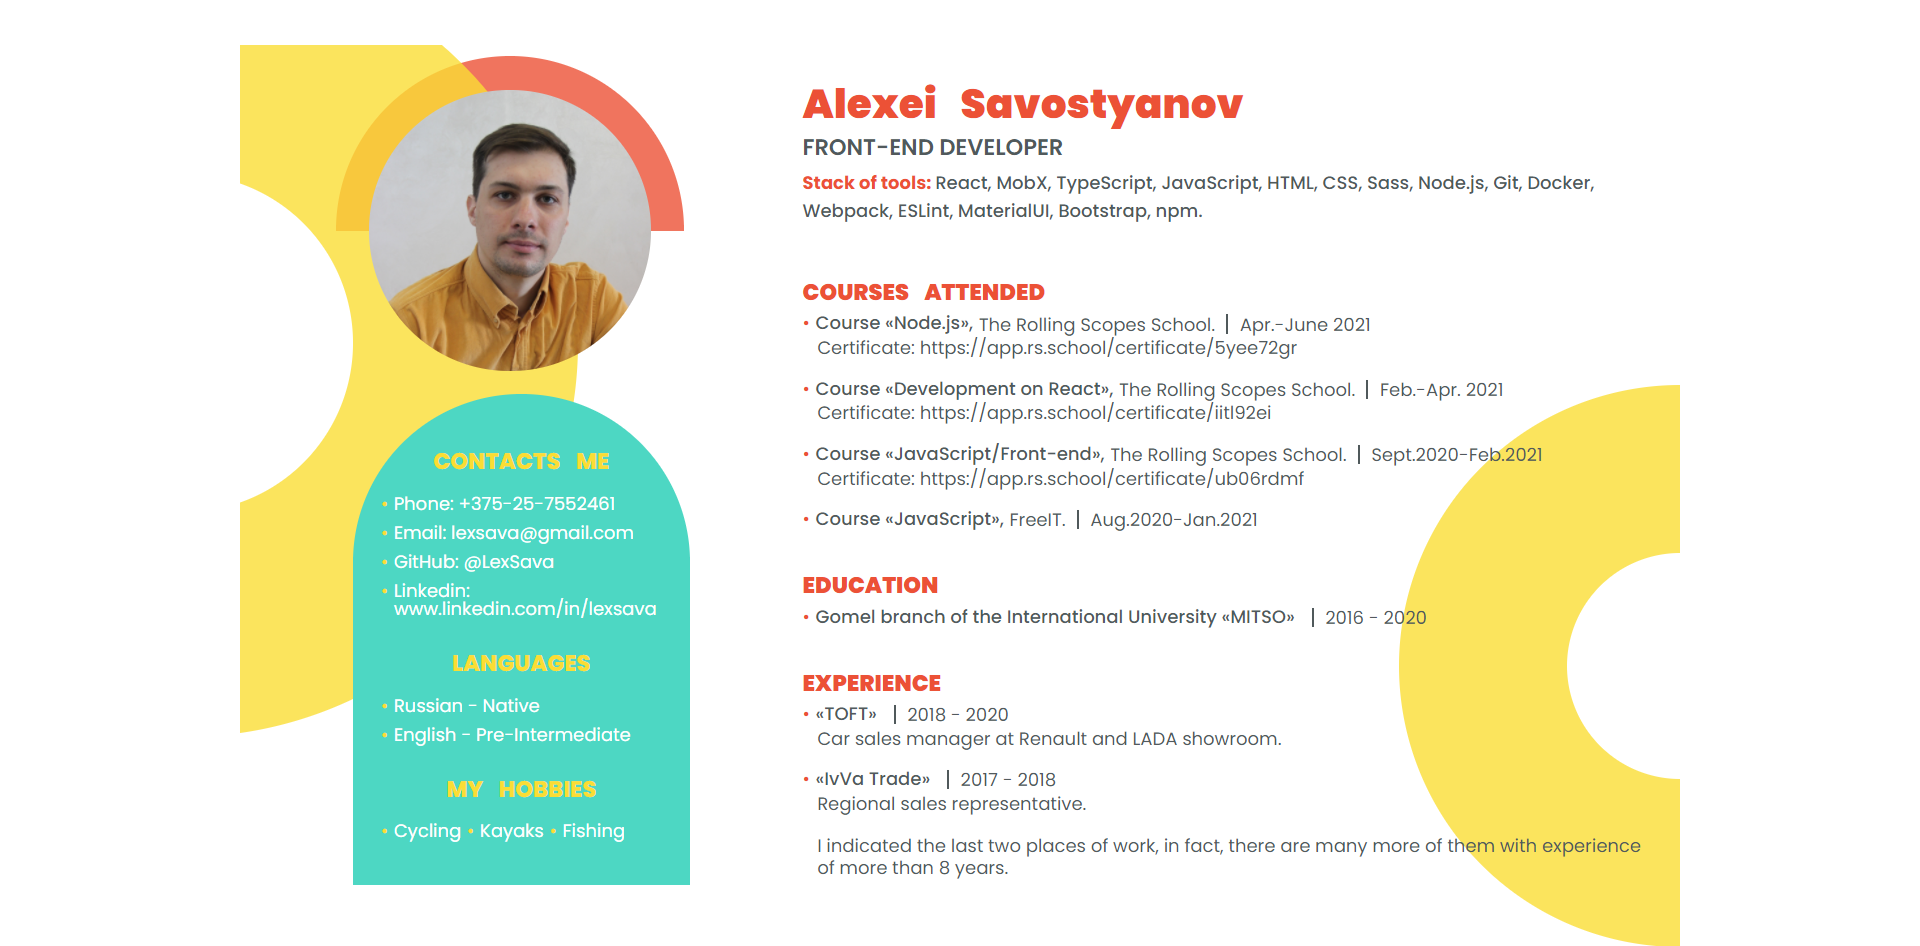 Alexei Savostyanov
FRONT-END DEVELOPER
Stack of tools: React, MobX, TypeScript, JavaScript, HTML, CSS, Sass, Node.js, Git, Docker,
Webpack, ESLint, MaterialUI, Bootstrap, npm.
COURSES ATTENDED
• Course «Node.js», The Rolling Scopes School. | Apr.-June 2021
Certificate: https://app.rs.school/certificate/5yee72gr
• Course «Development on React», The Rolling Scopes School. | Feb.-Apr. 2021
Certificate: https://app.rs.school/certificate/iitl92ei
• Course «JavaScript/Front-end», The Rolling Scopes School. | Sept.2020-Feb.2021
Certificate: https://app.rs.school/certificate/ub06rdmf
• Course «JavaScript», FreeIT. | Aug.2020-Jan.2021
EDUCATION
• Gomel branch of the International University «MITSO» | 2016 - 2020
EXPERIENCE
• «TOFT» | 2018 - 2020
Car sales manager at Renault and LADA showroom.
• «IvVa Trade» | 2017 - 2018
Regional sales representative.
I indicated the last two places of work, in fact, there are many more of them with experience
of more than 8 years.
CONTACTS ME
• Phone: +375-25-7552461
• Email: lexsava@gmail.com
• GitHub: @LexSava
• Linkedin:
www.linkedin.com/in/lexsava
LANGUAGES
• Russian - Native
• English - Pre-Intermediate
MY HOBBIES
• Cycling • Kayaks • Fishing